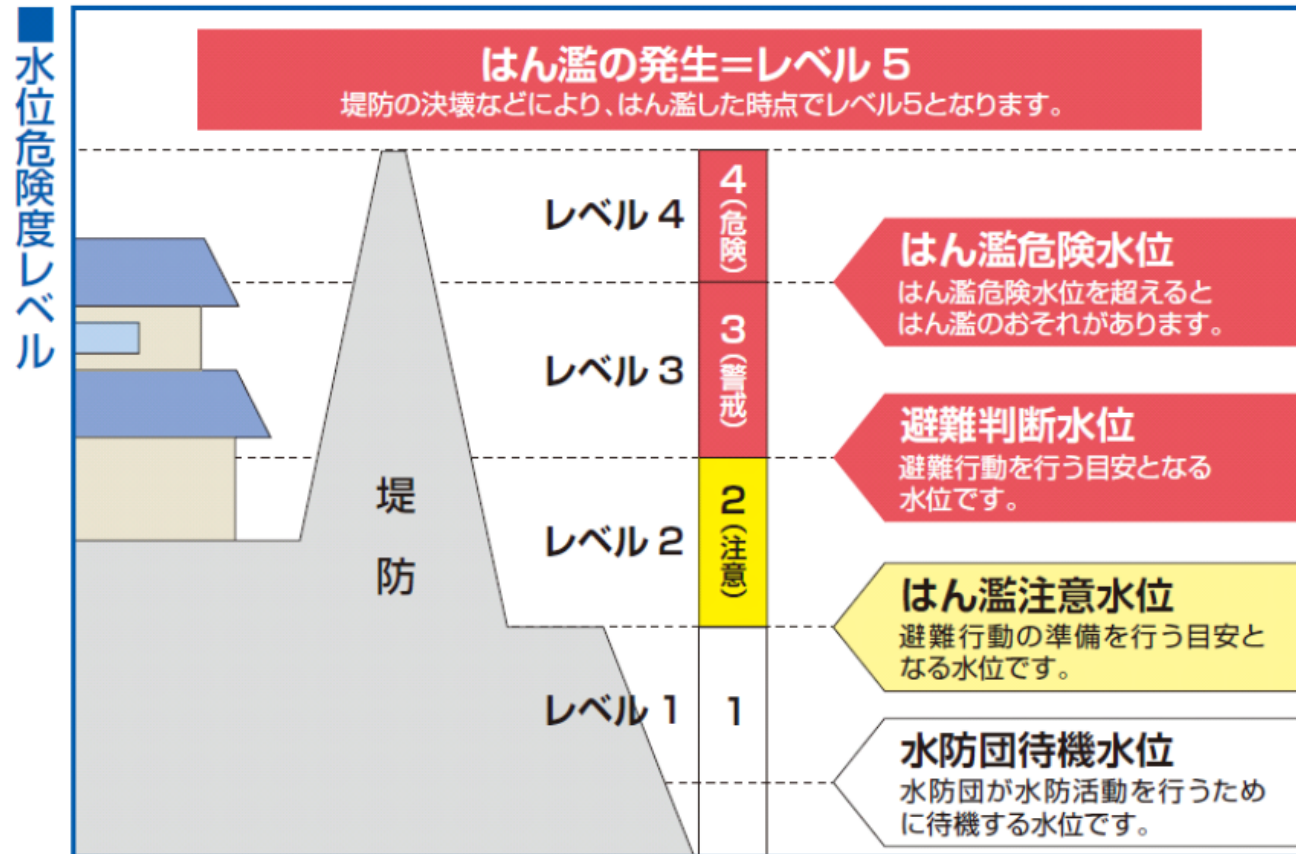 ■水位危険度レベル
はん濫の発生＝レベル5
堤防の決壊などにより、はん濫した時点でレベル5となります。
レベル4
4（危険）
はん濫危険水位
はん濫危険水位を超えると
はん濫のおそれがあります。
レベル3
3（警戒）
避難判断水位
避難行動を行う目安となる
水位です。
堤防
レベル2
2（注意）
はん濫注意水位
避難行動の準備を行う目安と
なる水位です。
レベル1
1
水防団待機水位
水防団が水防活動を行うため
に待機する水位です。